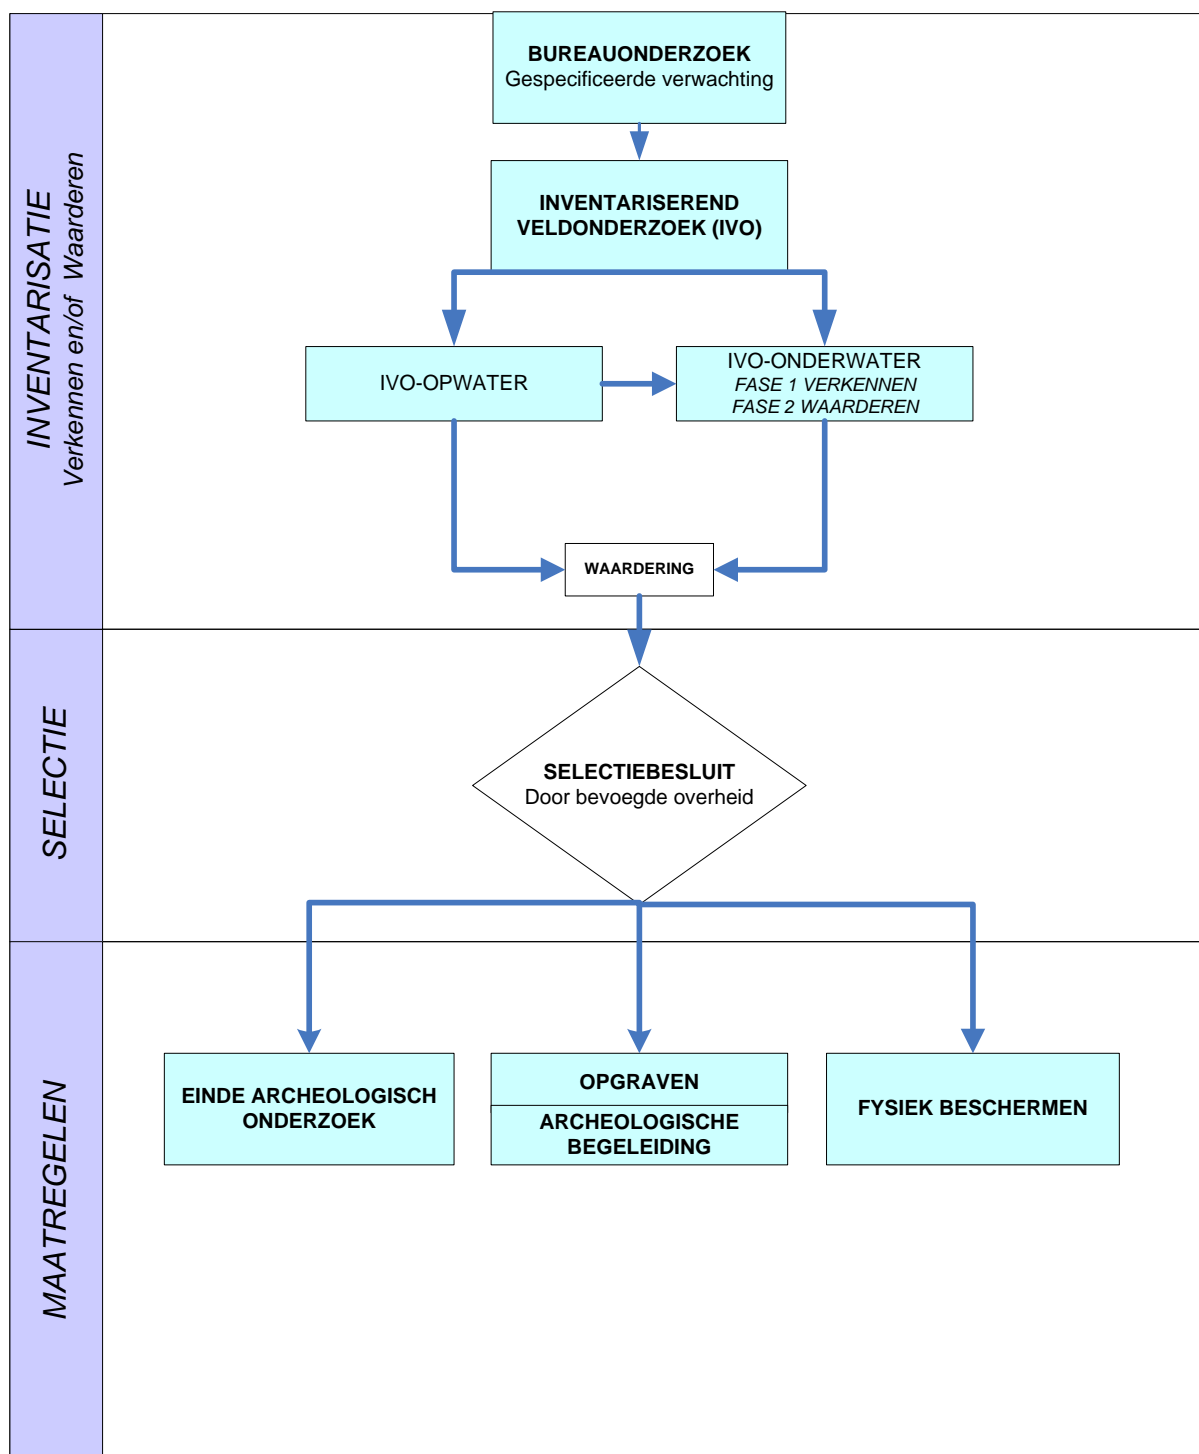 INVENTARISATIE
Verkennen en/of Waarderen
BUREAUONDERZOEK
Gespecificeerde verwachting
INVENTARISEREND
VELDONDERZOEK (IVO)
IVO-OPWATER
IVO-ONDERWATER
FASE 1 VERKENNEN
FASE 2 WAARDEREN
WAARDERING
SELECTIE
SELECTIEBESLUIT
Door bevoegde overheid
MAATREGELEN
EINDE ARCHEOLOGISCH
ONDERZOEK
OPGRAVEN
ARCHEOLOGISCHE
BEGELEIDING
FYSIEK BESCHERMEN